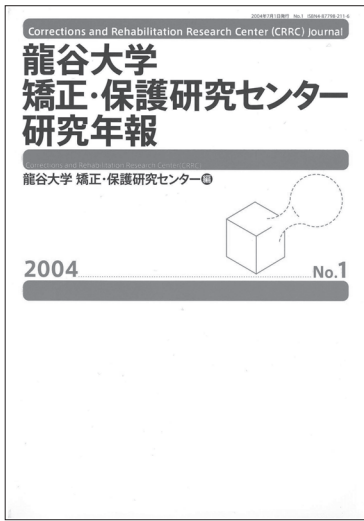 2004年7月1日発行 No.1 ISBN4-87798-211-6
Corrections and Rehabilitation Research Center (CRRC) Journal
龍谷大学
矯正・保護研究センター
研究年報
Corrections and Rehabilitation Research Center(CRRC)
龍谷大学 矯正・保護研究センター編
2004 No.1